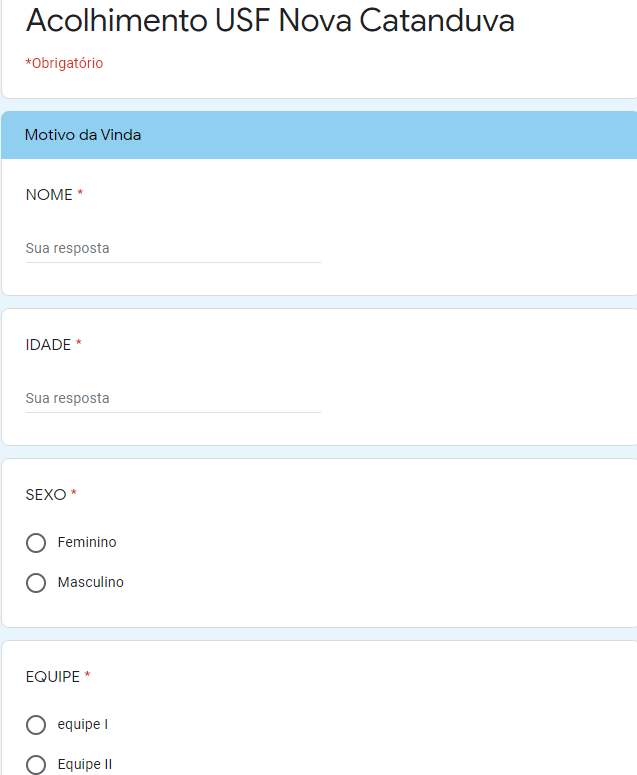 Acolhimento USF Nova Catanduva
*Obrigatório
Motivo da Vinda
NOME *
Sua resposta
IDADE *
Sua resposta
SEXO *
Feminino
Masculino
EQUIPE *
equipe I
Equipe II